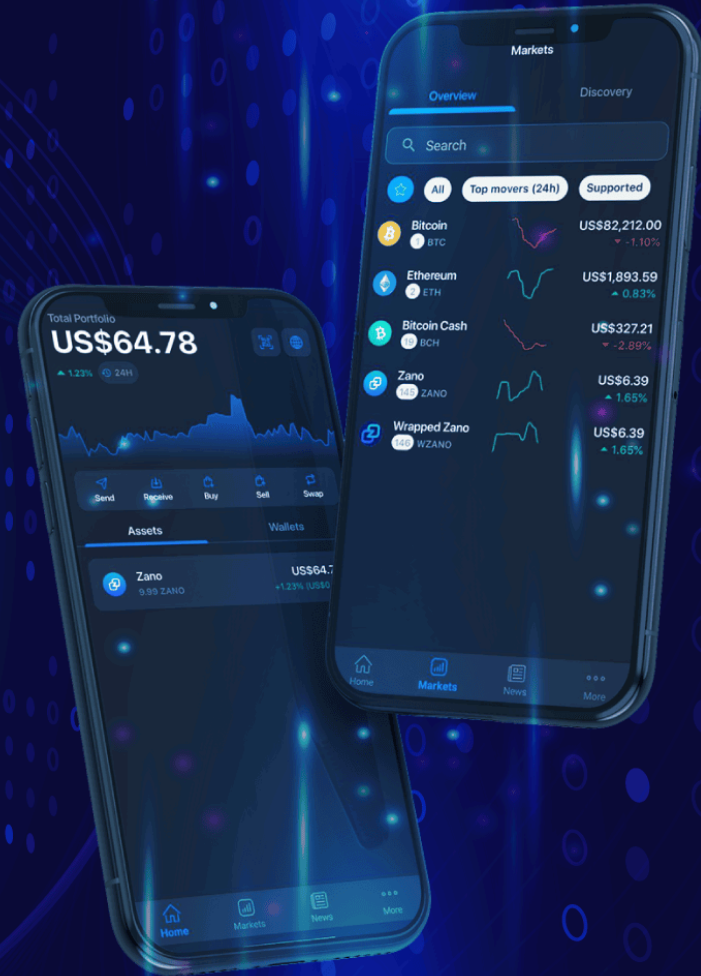 Markets
Overview
Discovery
Search
All
Top movers (24h)
Supported
Bitcoin
US$82,212.00
1 BTC
-1.10%
Ethereum
US$1,893.59
2 ETH
0.83%
Bitcoin Cash
US$327.21
19 BCH
-2.89%
Zano
US$6.39
145 ZANO
1.65%
Wrapped Zano
US$6.39
146 WZANO
1.65%
Home
Markets
News
More
Total Portfolio
US$64.78
1.23%
24H
Send
Receive
Buy
Sell
Swap
Assets
Wallets
Zano
US$64.7
9.99 ZANO
+1.23% (US$0
Home
Markets
News
More